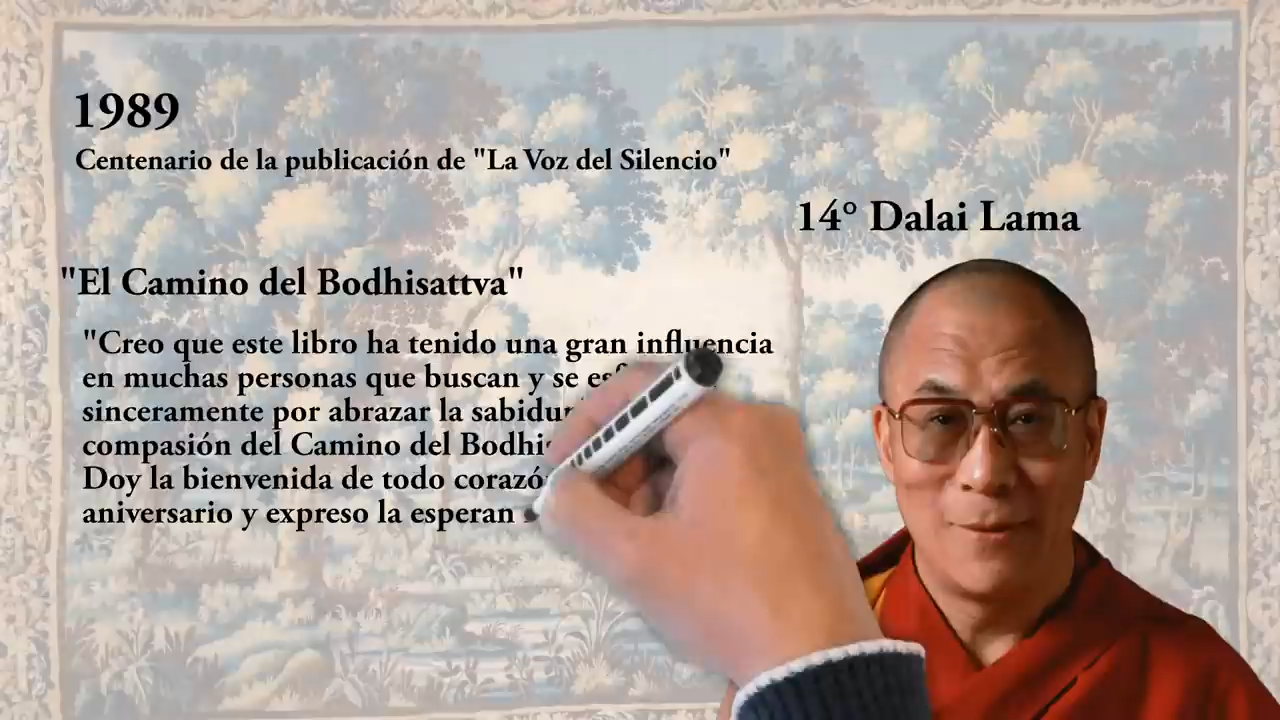 1989
Centenario de la publicación de "La Voz del Silencio"
14° Dalai Lama
"El Camino del Bodhisattva"
"Creo que este libro ha tenido una gran influencia
en muchas personas que buscan y se
sinceramente por abrazar la
compasión del Camino del
Doy la bienvenida de todo
aniversario y expreso la